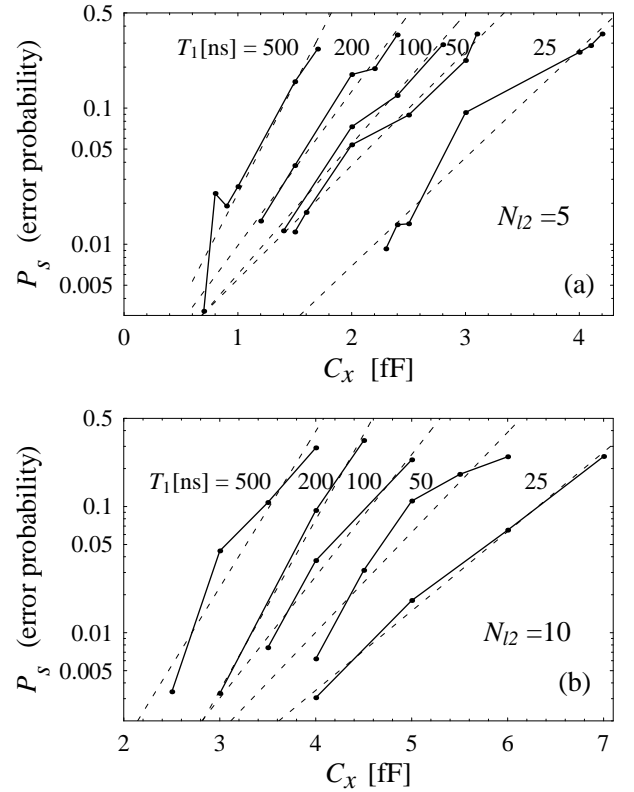 0.5
T₁[ns] = 500 200 100 50 25
0.1
0.05
P_s (error probability)
N_l2 =5
0.01
0.005
(a)
0 1 2 3 4
C_x [fF]
0.5
T₁[ns] = 500 200 100 50 25
0.1
0.05
P_s (error probability)
N_l2 =10
0.01
0.005
(b)
2 3 4 5 6 7
C_x [fF]